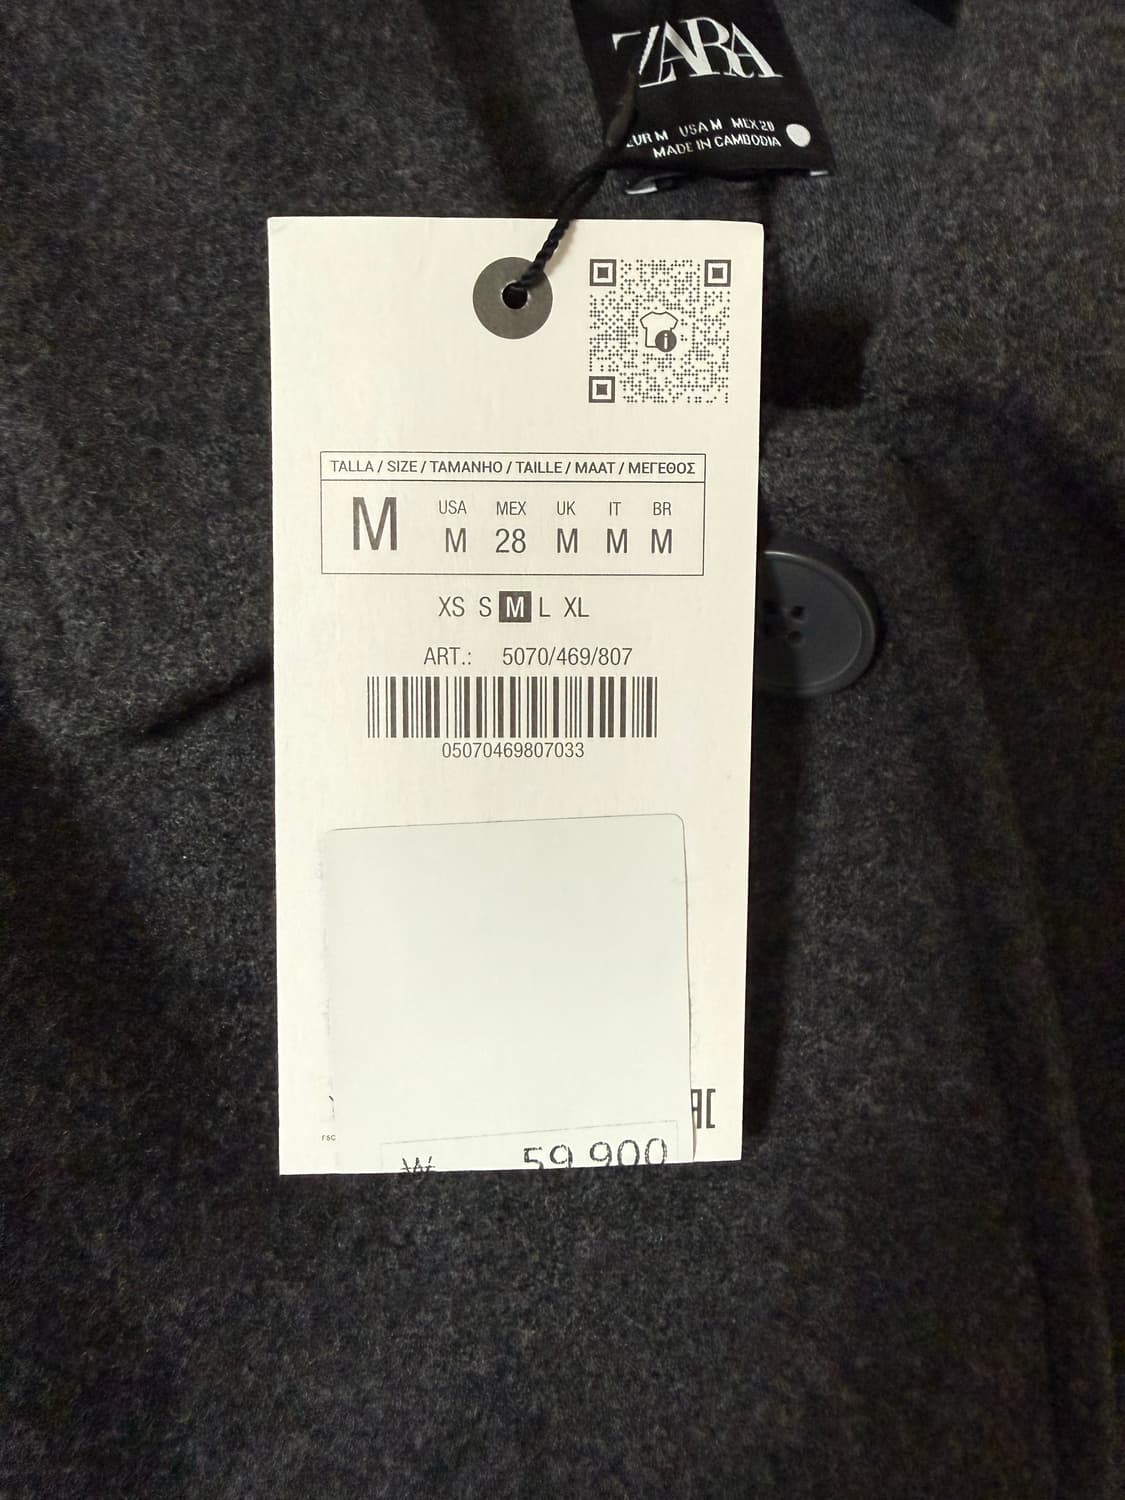 ZARA
EUR M USA M MEX 28
MADE IN CAMBODIA
TALLA / SIZE / TAMANHO / TAILLE / MAAT / ΜΕΓΕΘΟΣ
M
USA MEX UK IT BR
M 28 M M M
XS S M L XL
ART.: 5070/469/807
05070469807033
rsc
₩ 59,900